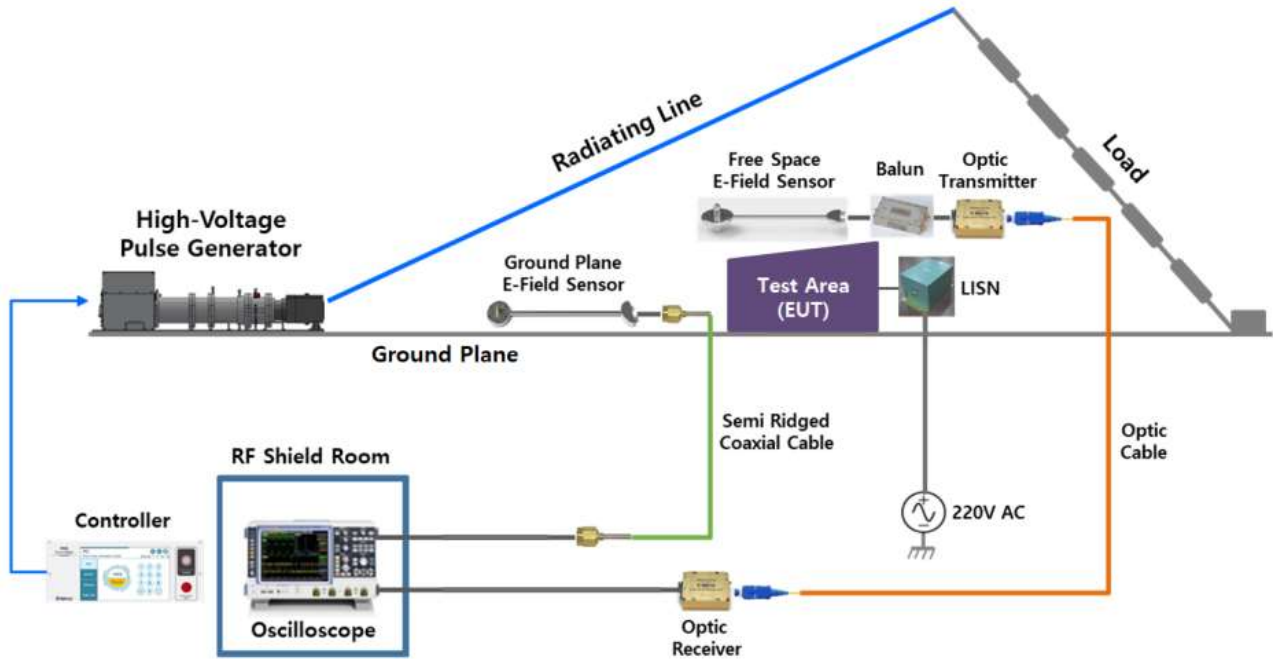 Radiating Line
Load
Free Space
E-Field Sensor
Balun
Optic
Transmitter
High-Voltage
Pulse Generator
Ground Plane
E-Field Sensor
Test Area
(EUT)
LISN
Ground Plane
Semi Ridged
Coaxial Cable
Optic
Cable
RF Shield Room
Controller
220V AC
Oscilloscope
Optic
Receiver